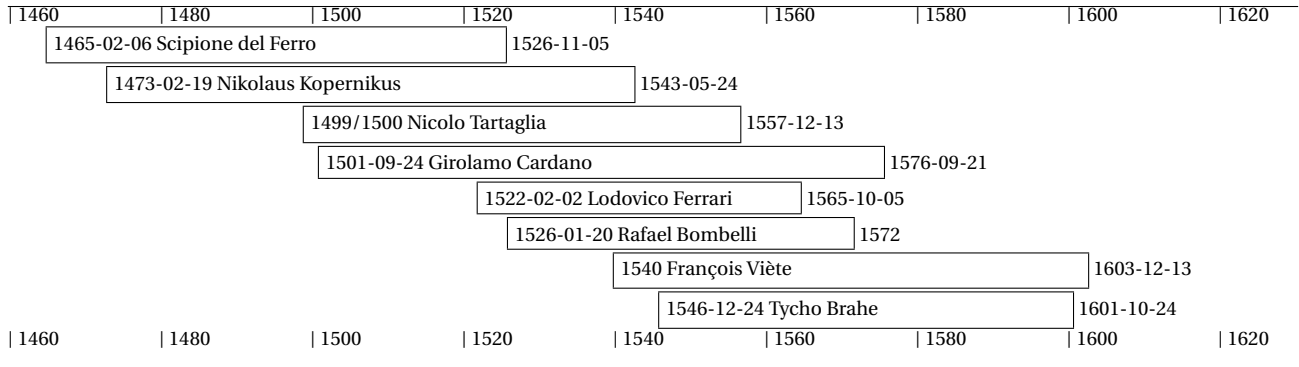 | 1460 | 1480 | 1500 | 1520 | 1540 | 1560 | 1580 | 1600 | 1620
1465-02-06 Scipione del Ferro 1526-11-05
1473-02-19 Nikolaus Kopernikus 1543-05-24
1499/1500 Nicolo Tartaglia 1557-12-13
1501-09-24 Girolamo Cardano 1576-09-21
1522-02-02 Lodovico Ferrari 1565-10-05
1526-01-20 Rafael Bombelli 1572
1540 François Viète 1603-12-13
1546-12-24 Tycho Brahe 1601-10-24
| 1460 | 1480 | 1500 | 1520 | 1540 | 1560 | 1580 | 1600 | 1620